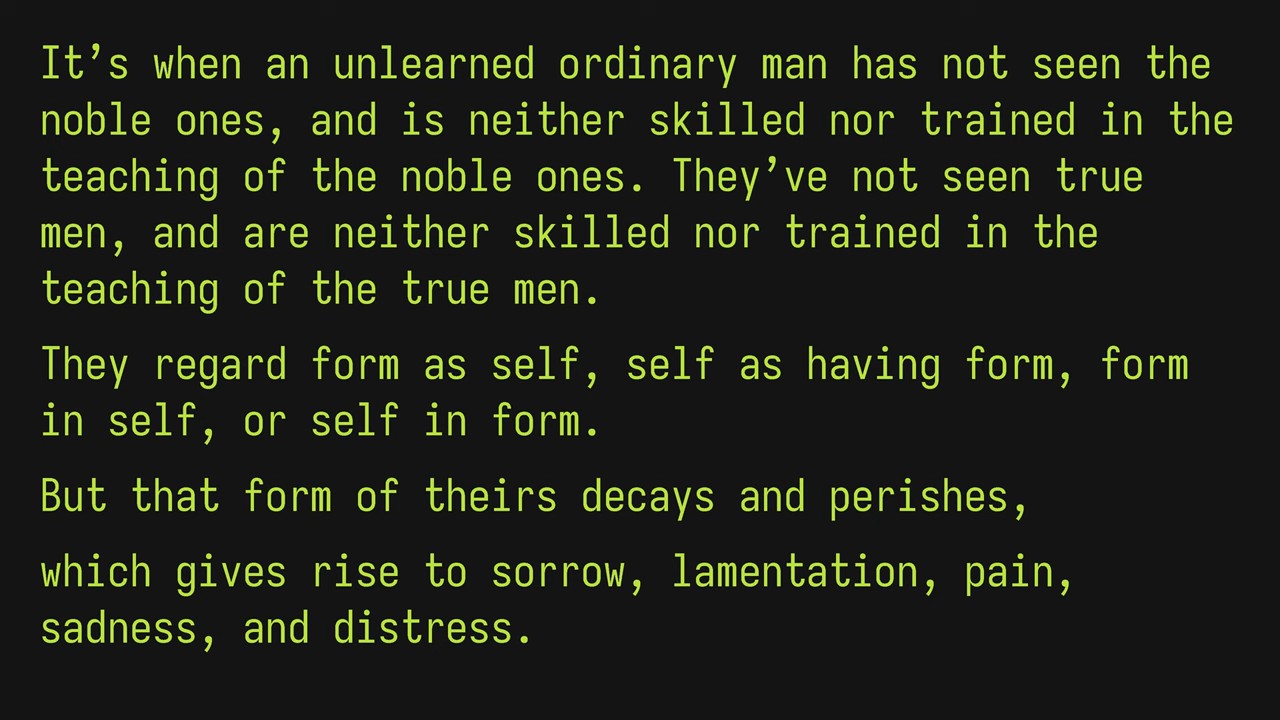 It’s when an unlearned ordinary man has not seen the
noble ones, and is neither skilled nor trained in the
teaching of the noble ones. They’ve not seen true
men, and are neither skilled nor trained in the
teaching of the true men.
They regard form as self, self as having form, form
in self, or self in form.
But that form of theirs decays and perishes,
which gives rise to sorrow, lamentation, pain,
sadness, and distress.